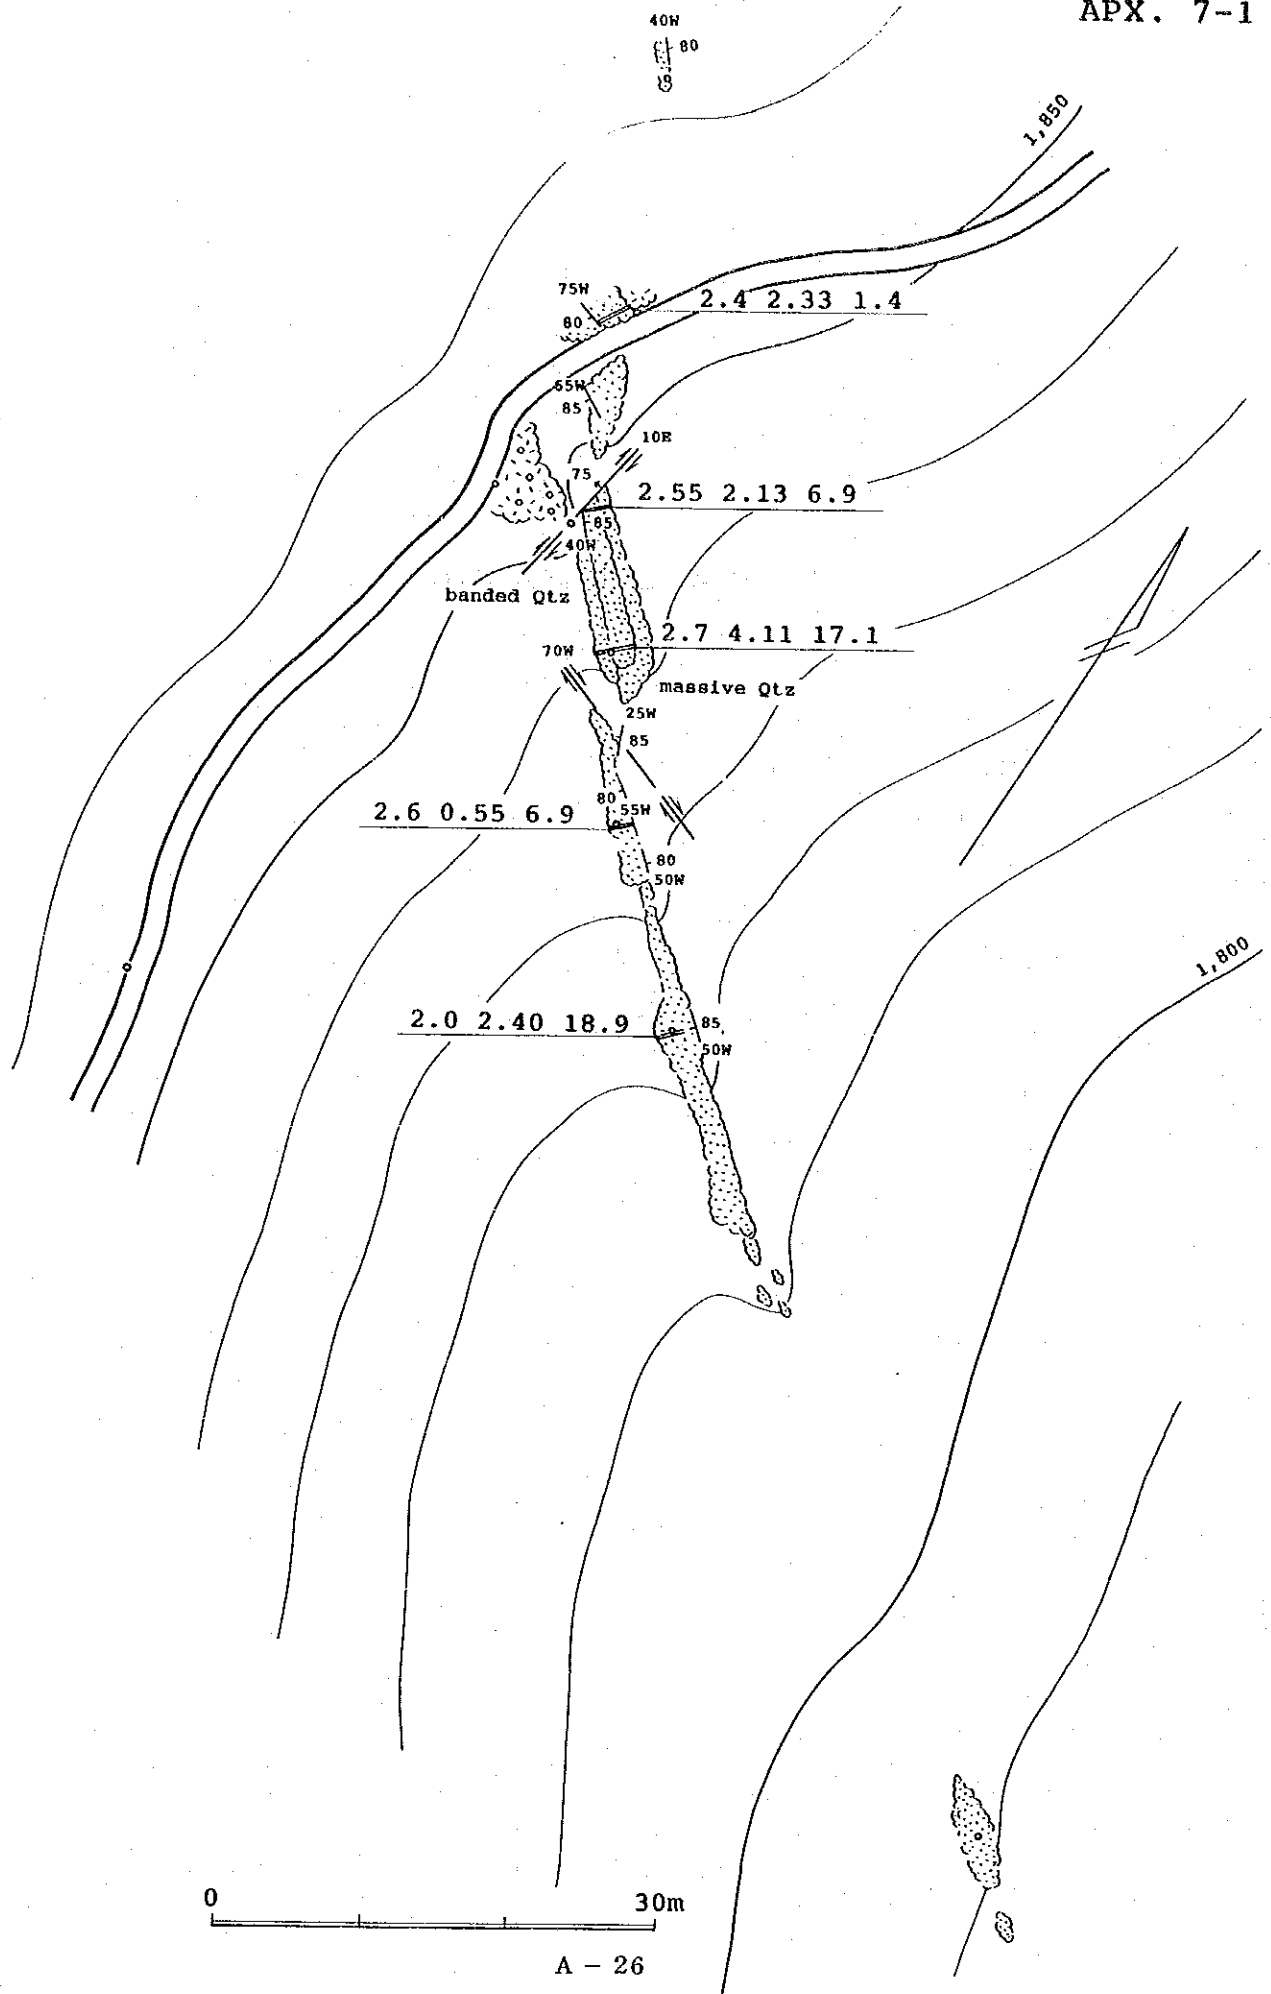 APX. 7-1
40W
80
1,850
75W
80
2.4 2.33 1.4
55W
85
10E
75
2.55 2.13 6.9
85
40W
banded Qtz
2.7 4.11 17.1
70W
massive Qtz
25W
85
80
55W
2.6 0.55 6.9
80
50W
1,800
2.0 2.40 18.9
85
50W
0 30m
A - 26